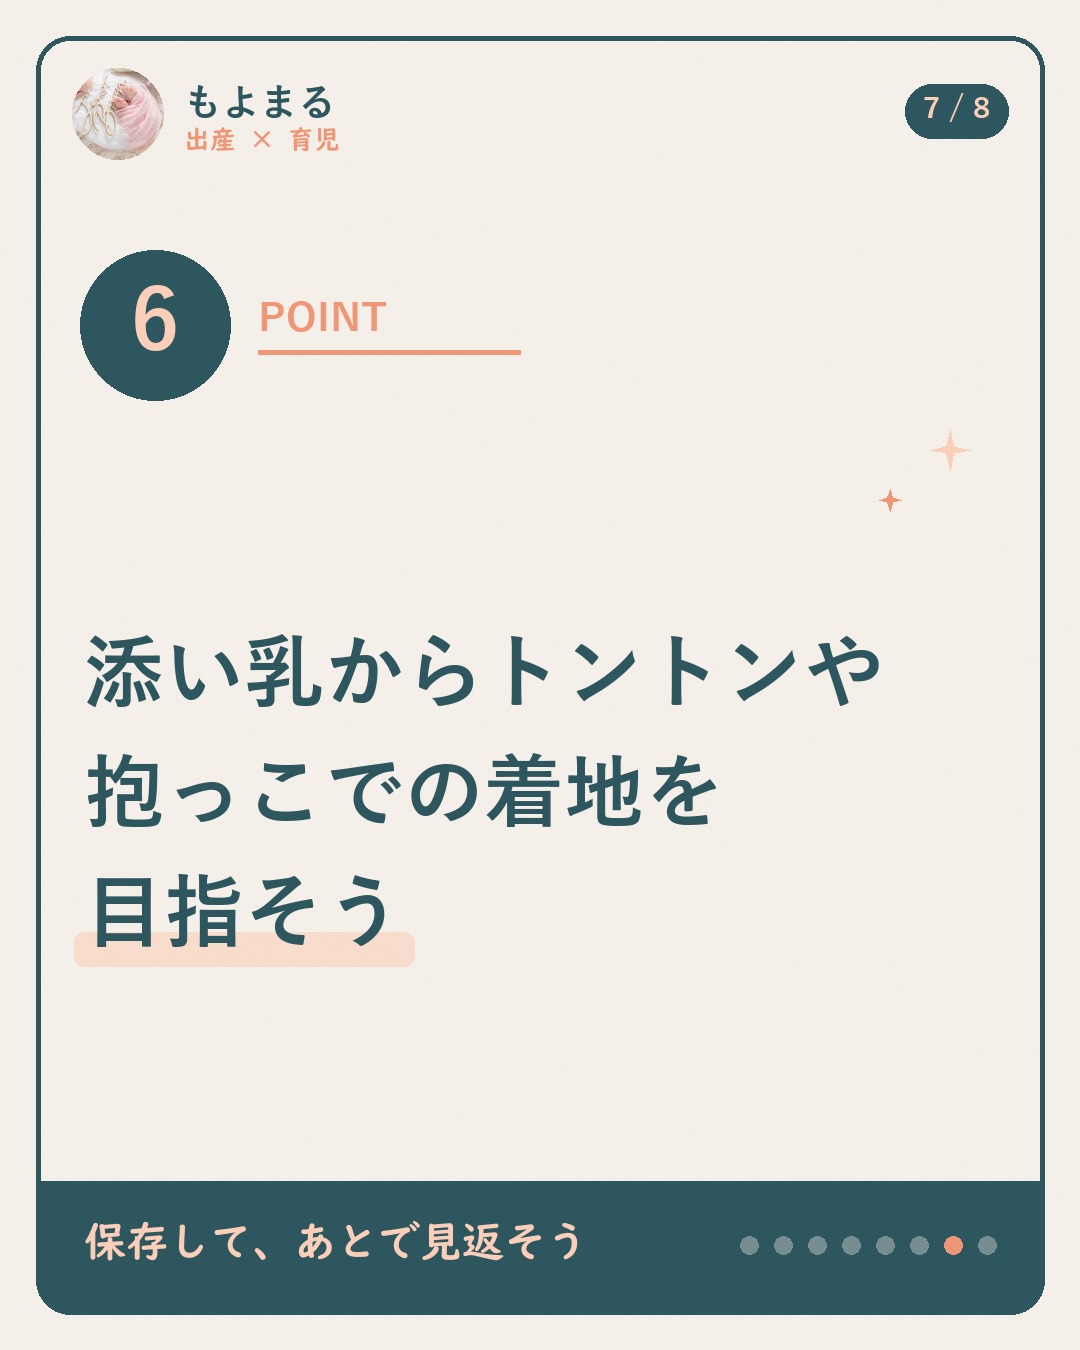 もよまる
出産 × 育児
7 / 8
6
POINT
添い乳からトントンや
抱っこでの着地を
目指そう
保存して、あとで見返そう